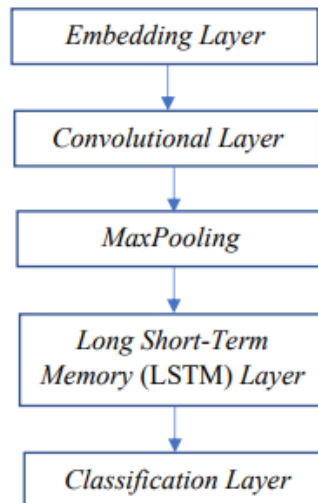 Embedding Layer
Convolutional Layer
MaxPooling
Long Short-Term
Memory (LSTM) Layer
Classification Layer